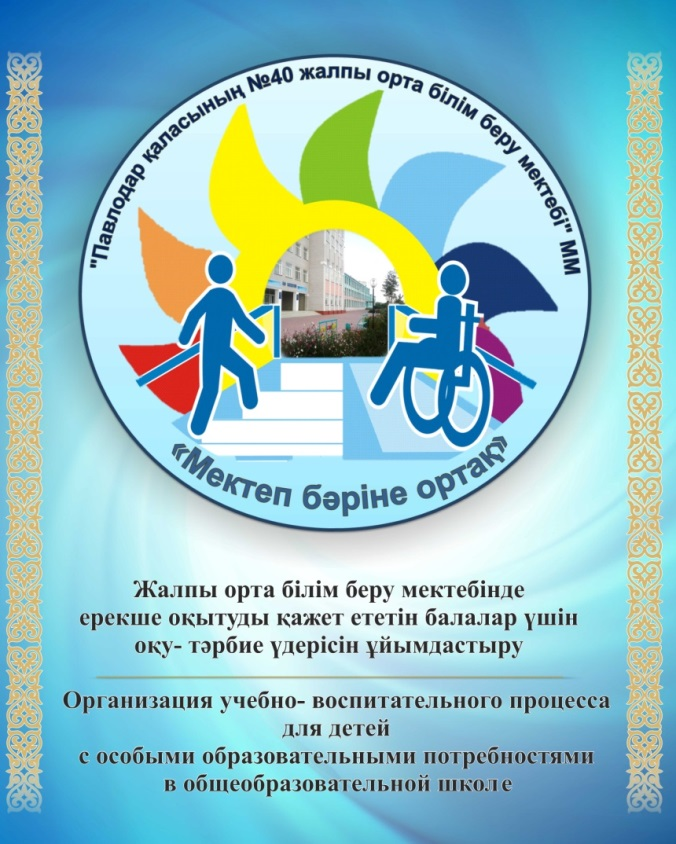 "Павлодар қаласының №40 жалпы орта білім беру мектебі" ММ
«Мектеп бәріне ортақ»
Жалпы орта білім беру мектебінде
ерекше оқытуды қажет ететін балалар үшін
оқу- тәрбие үдерісін ұйымдастыру
Организация учебно- воспитательного процесса
для детей
с особыми образовательными потребностями
в общеобразовательной школе